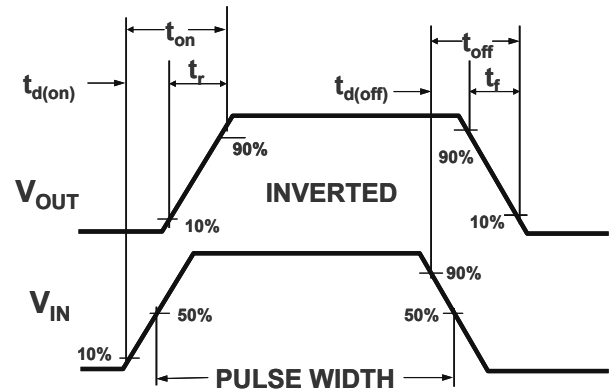 t_on
t_off
t_d(on)
t_r
t_d(off)
t_f
90%
90%
V_OUT
INVERTED
10%
10%
90%
V_IN
50%
50%
10%
PULSE WIDTH